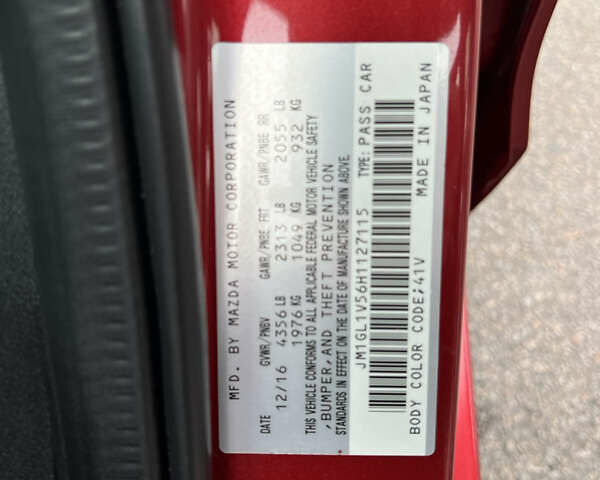 MFD. BY MAZDA MOTOR CORPORATION
DATE GVWR/PNBV GAWR/PNBE FRT GAWR/PNBE RR
12/16 4356 LB 2313 LB 2055 LB
1976 KG 1049 KG 932 KG
THIS VEHICLE CONFORMS TO ALL APPLICABLE FEDERAL MOTOR VEHICLE SAFETY
,BUMPER,AND THEFT PREVENTION
STANDARDS IN EFFECT ON THE DATE OF MANUFACTURE SHOWN ABOVE.
JM1GL1V56H1127115 TYPE: PASS CAR
BODY COLOR CODE;41V MADE IN JAPAN